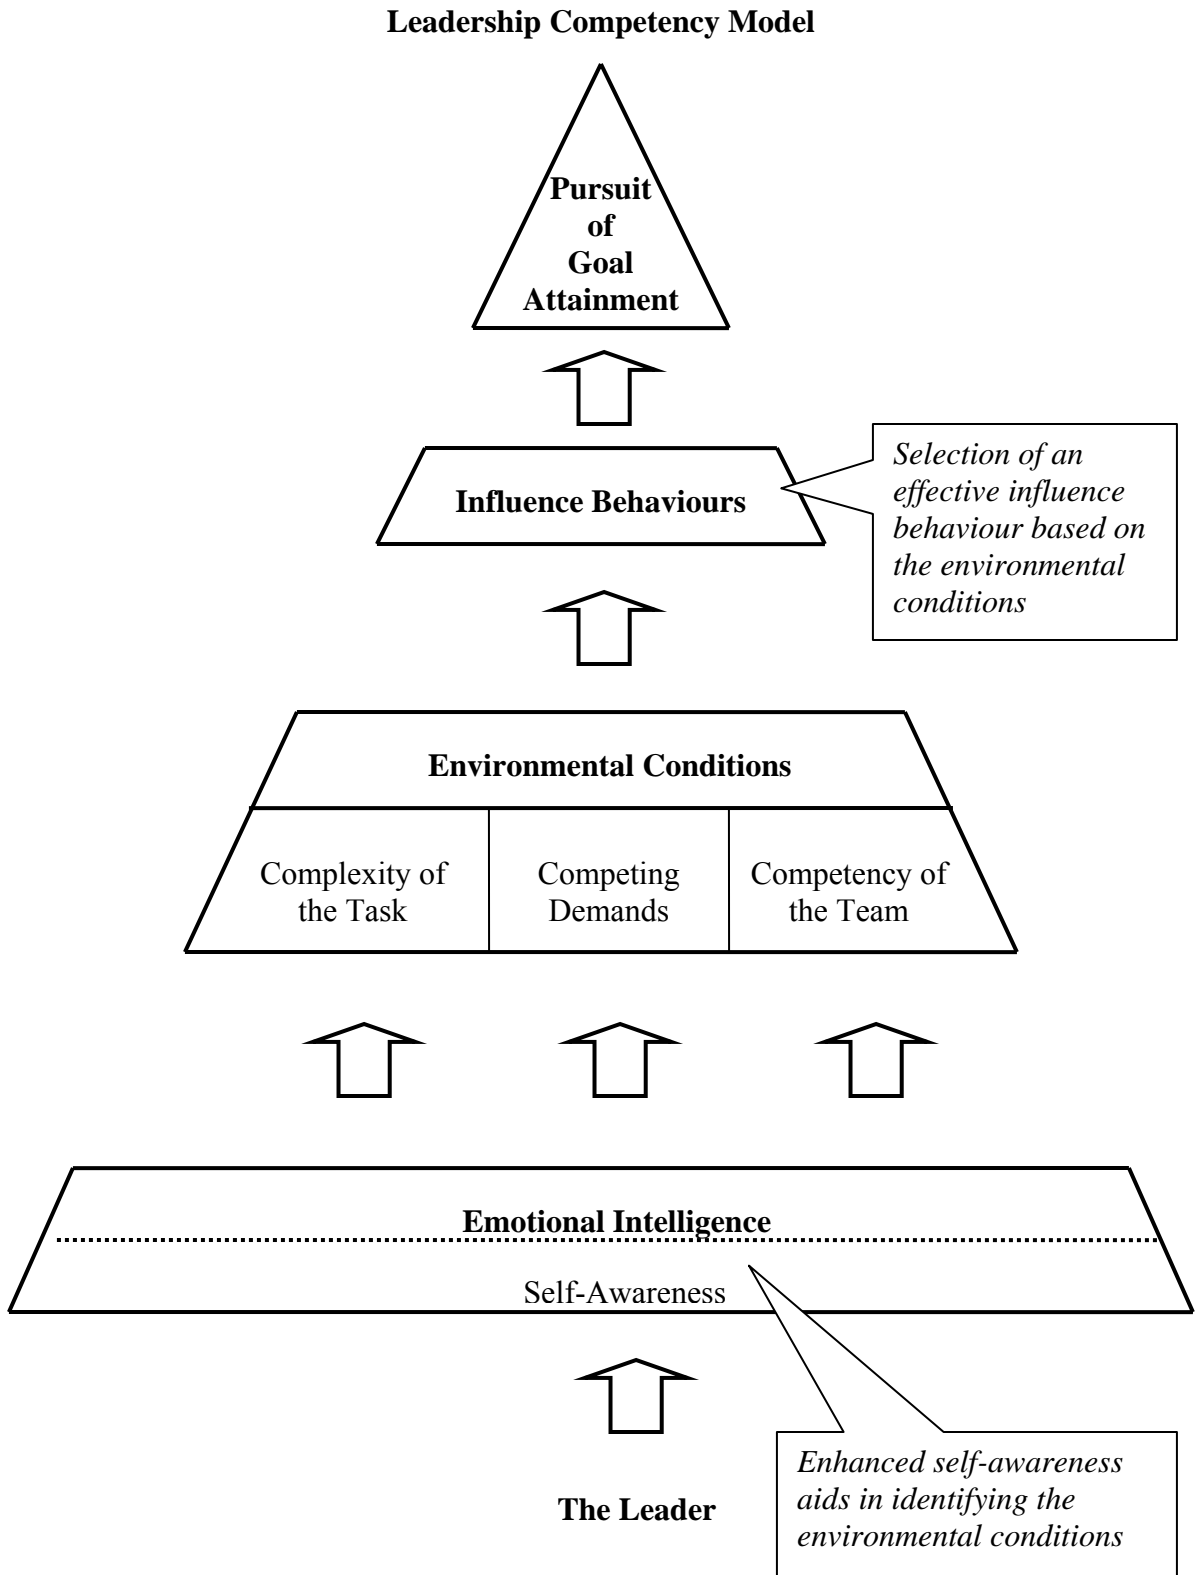 Leadership Competency Model
Pursuit
of
Goal
Attainment
Influence Behaviours
Selection of an
effective influence
behaviour based on
the environmental
conditions
Environmental Conditions
Complexity of
the Task
Competing
Demands
Competency of
the Team
Emotional Intelligence
Self-Awareness
The Leader
Enhanced self-awareness
aids in identifying the
environmental conditions